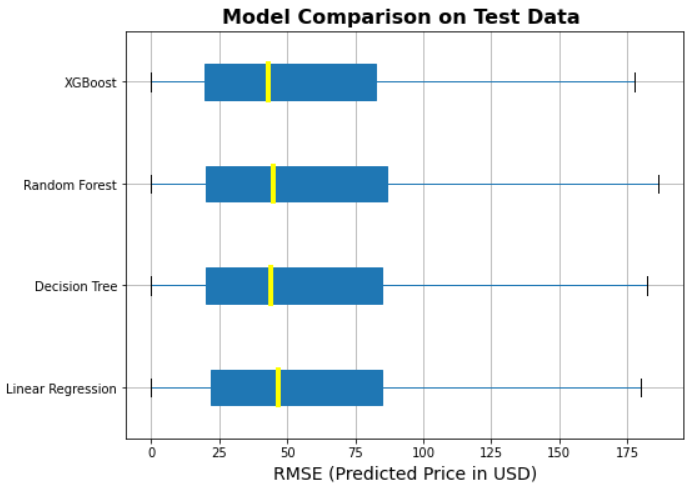 Model Comparison on Test Data
XGBoost
Random Forest
Decision Tree
Linear Regression
0 25 50 75 100 125 150 175
RMSE (Predicted Price in USD)